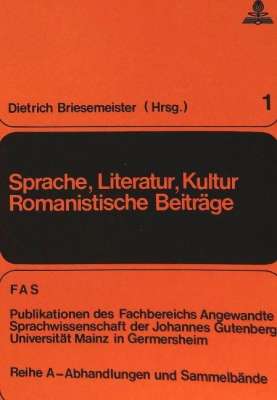 Dietrich Briesemeister (Hrsg.) 1
Sprache, Literatur, Kultur
Romanistische Beiträge
FAS
Publikationen des Fachbereichs Angewandte
Sprachwissenschaft der Johannes Gutenberg
Universität Mainz in Germersheim
Reihe A-Abhandlungen und Sammelbände